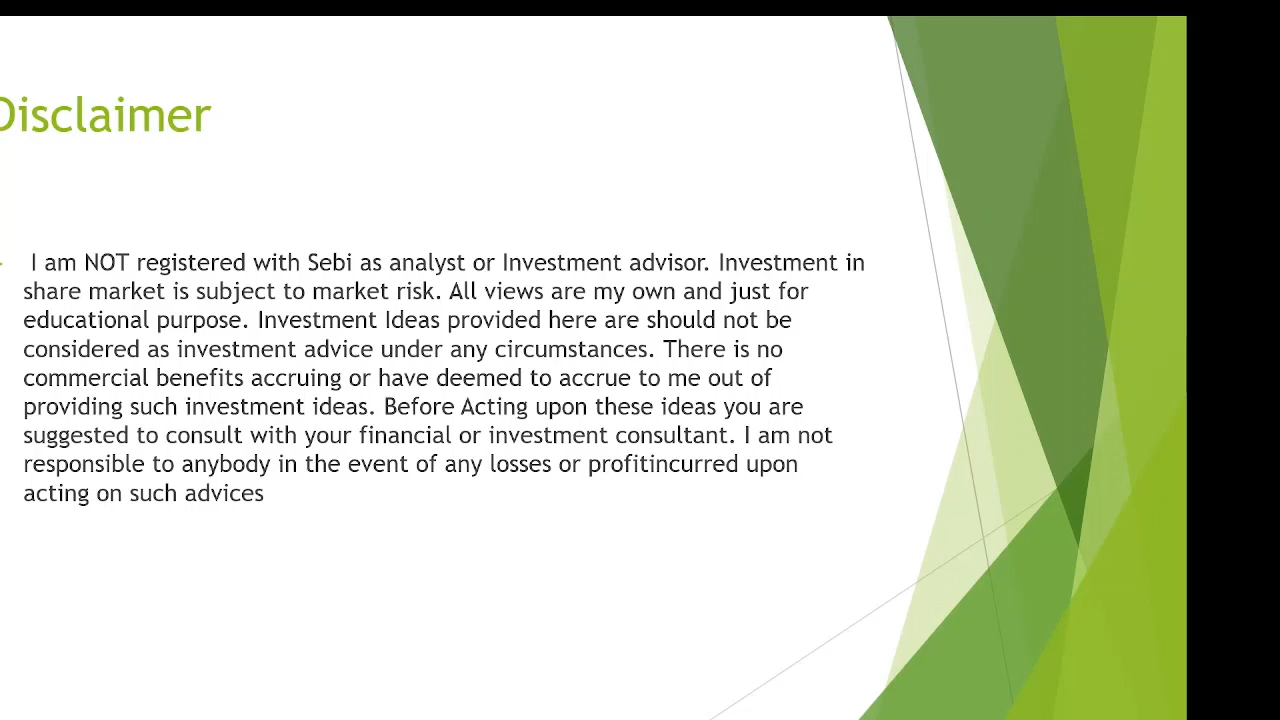 Disclaimer
I am NOT registered with Sebi as analyst or Investment advisor. Investment in
share market is subject to market risk. All views are my own and just for
educational purpose. Investment Ideas provided here are should not be
considered as investment advice under any circumstances. There is no
commercial benefits accruing or have deemed to accrue to me out of
providing such investment ideas. Before Acting upon these ideas you are
suggested to consult with your financial or investment consultant. I am not
responsible to anybody in the event of any losses or profitincurred upon
acting on such advices